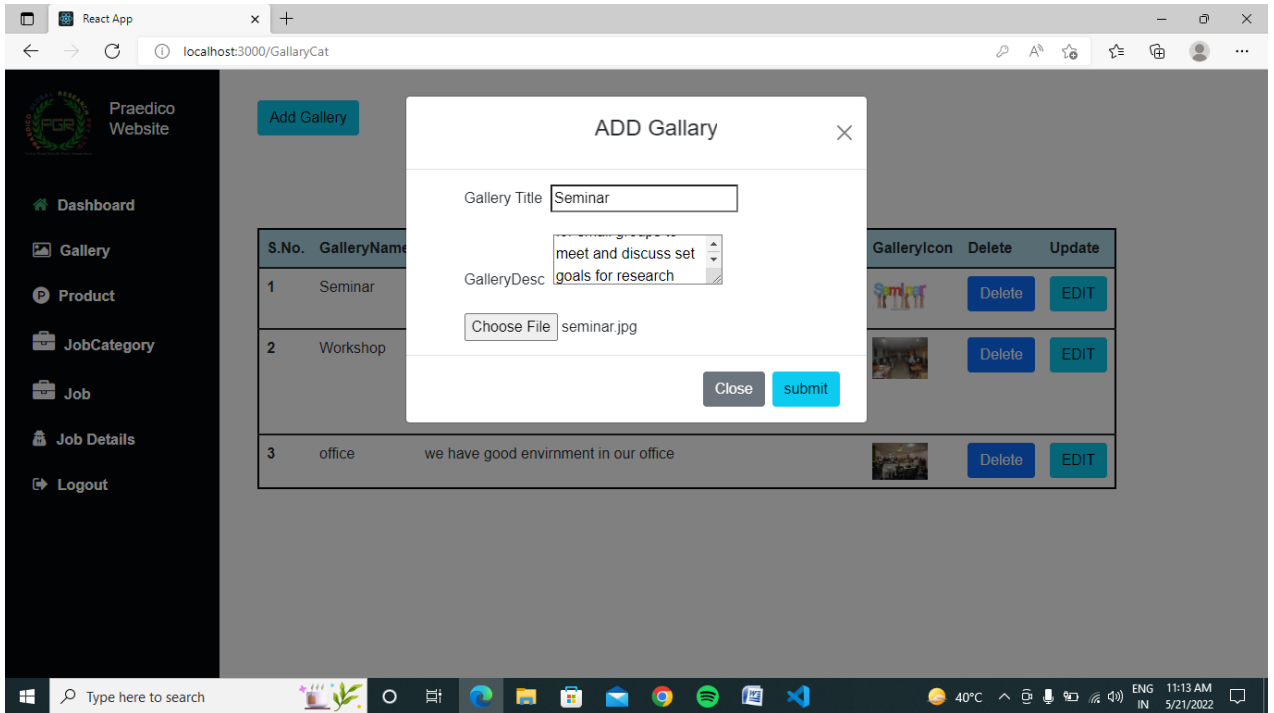 React App
localhost:3000/GallaryCat
PGR
Praedico
Website
Dashboard
Gallery
Product
JobCategory
Job
Job Details
Logout
Add Gallery
ADD Gallary
Gallery Title Seminar
meet and discuss set
GalleryDesc goals for research
Choose File seminar.jpg
Close submit
S.No. GalleryName GalleryIcon Delete Update
1 Seminar Seminar Delete EDIT
2 Workshop Delete EDIT
3 office we have good envirnment in our office Delete EDIT
Type here to search
40°C
ENG
IN
11:13 AM
5/21/2022